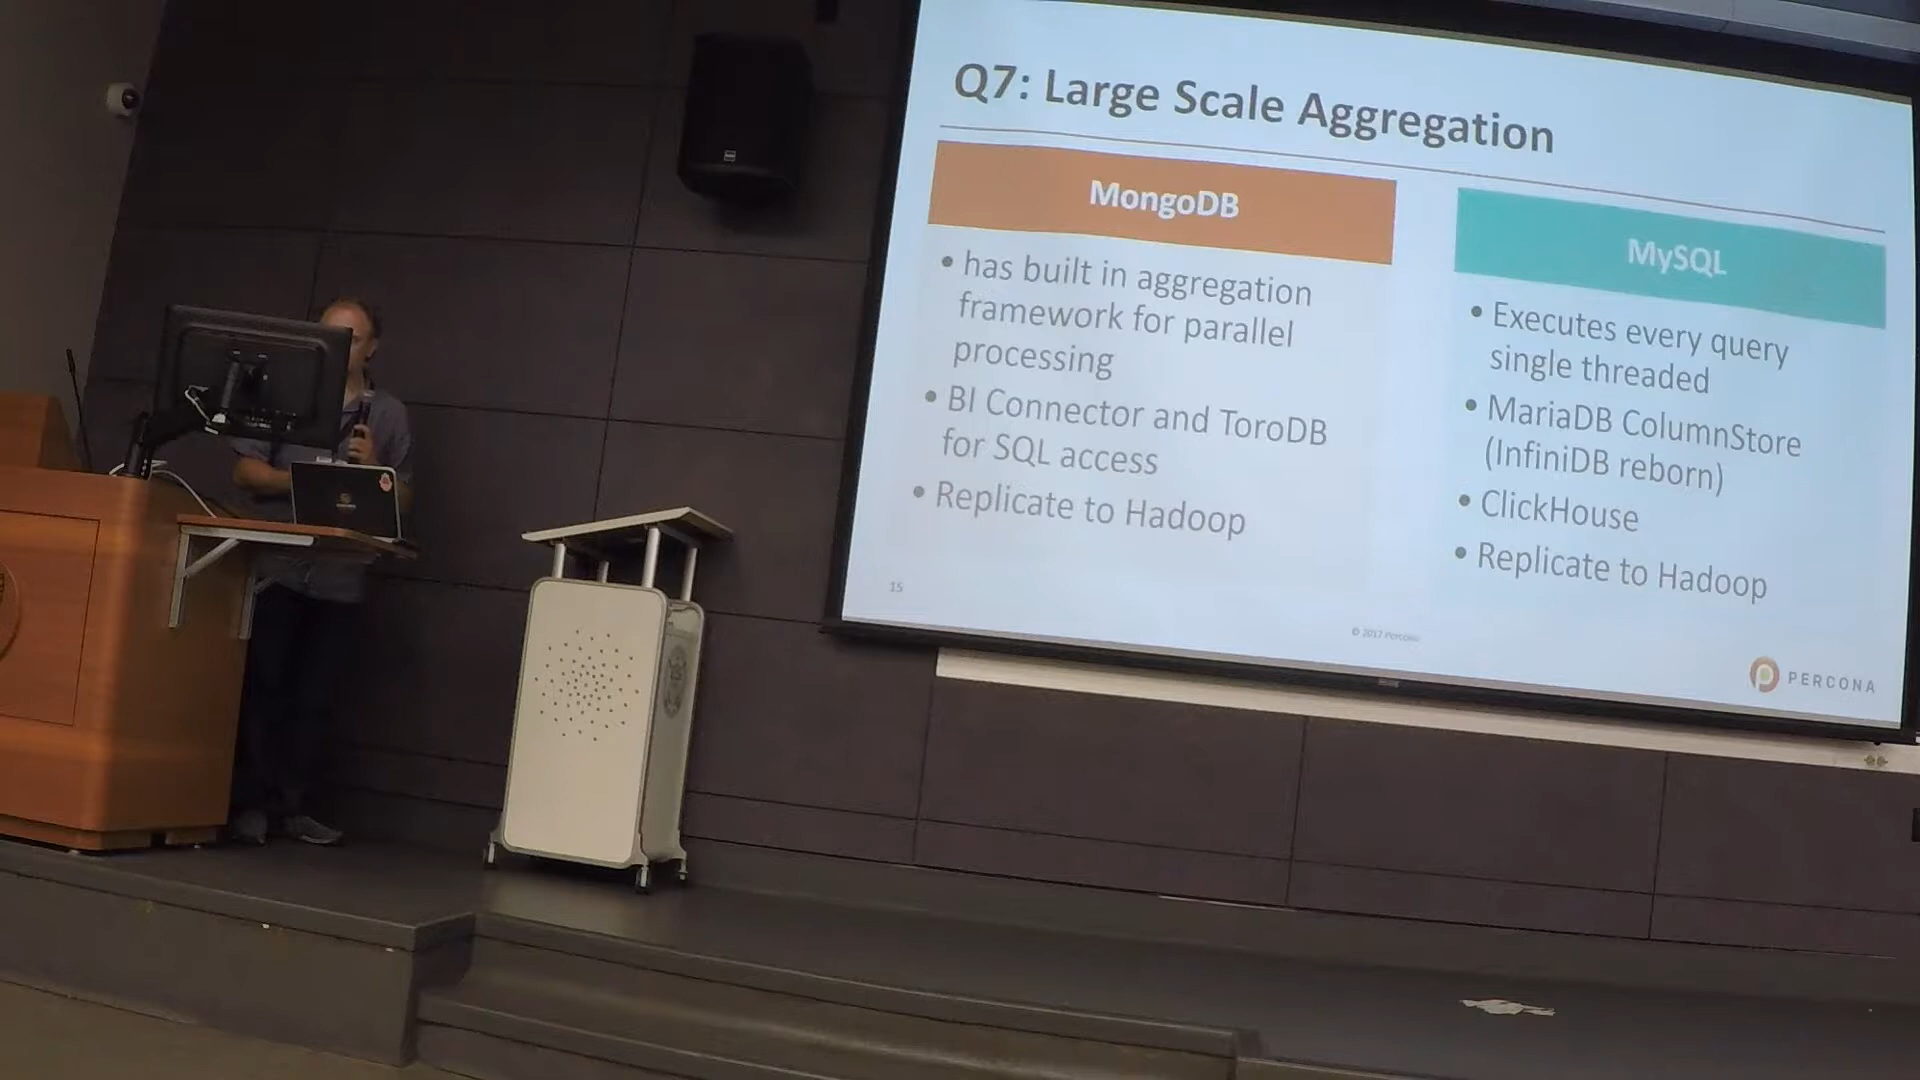 Q7: Large Scale Aggregation
MongoDB
• has built in aggregation
framework for parallel
processing
• BI Connector and ToroDB
for SQL access
• Replicate to Hadoop
MySQL
• Executes every query
single threaded
• MariaDB ColumnStore
(InfiniDB reborn)
• ClickHouse
• Replicate to Hadoop
15
© 2017 Percona
PERCONA